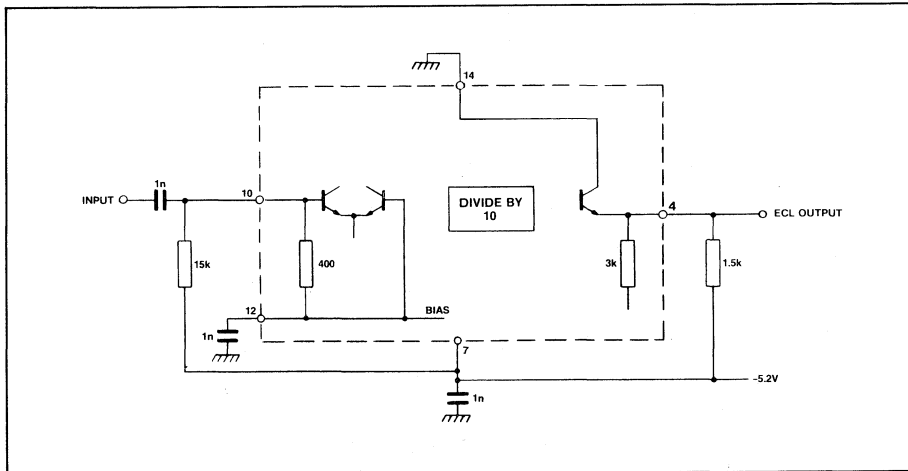 14
1n
INPUT
10
DIVIDE BY
10
4
ECL OUTPUT
15k
400
3k
1.5k
12
BIAS
1n
7
-5.2V
1n